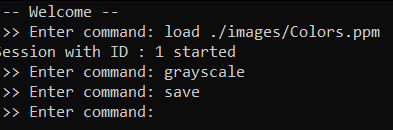 -- Welcome --
>> Enter command: load ./images/Colors.ppm
Session with ID : 1 started
>> Enter command: grayscale
>> Enter command: save
>> Enter command: